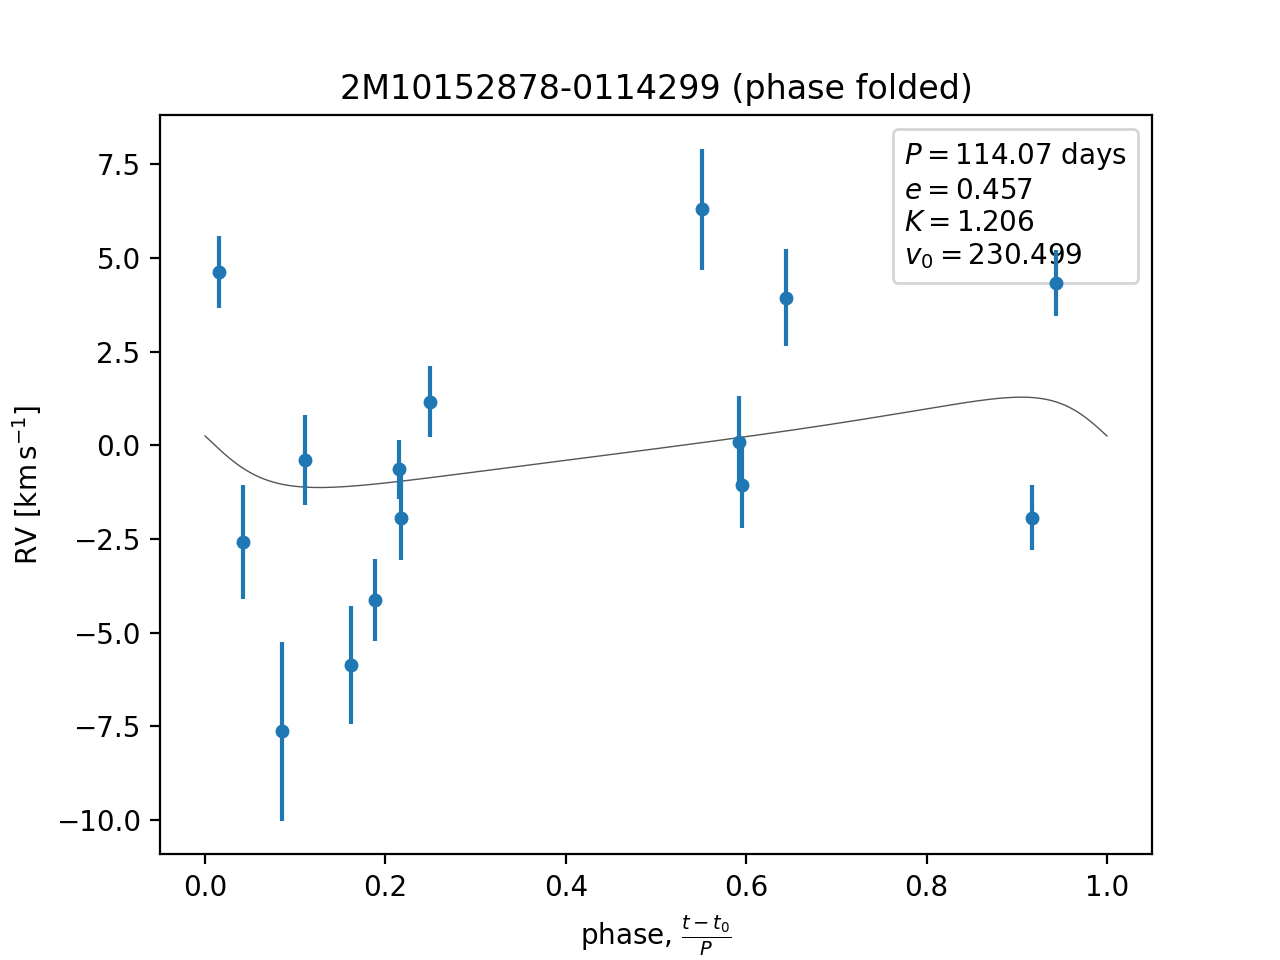 2M10152878-0114299 (phase folded)
P = 114.07 days
e = 0.457
K = 1.206
v₀ = 230.499
7.5
5.0
2.5
0.0
−2.5
−5.0
−7.5
−10.0
RV [km s⁻¹]
0.0 0.2 0.4 0.6 0.8 1.0
phase, (t − t₀)/P